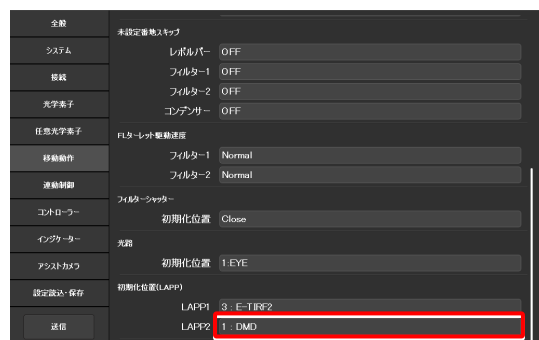 全般
システム
接続
光学素子
任意光学素子
移動動作
連動制御
コントローラー
インジケーター
アシストカメラ
設定読込・保存
送信
未設定番地スキップ
レボルバー OFF
フィルター1 OFF
フィルター2 OFF
コンデンサー OFF
FLターレット駆動速度
フィルター1 Normal
フィルター2 Normal
フィルターシャッター
初期化位置 Close
光路
初期化位置 1:EYE
初期化位置(LAPP)
LAPP1 3 : E-TIRF2
LAPP2 1 : DMD